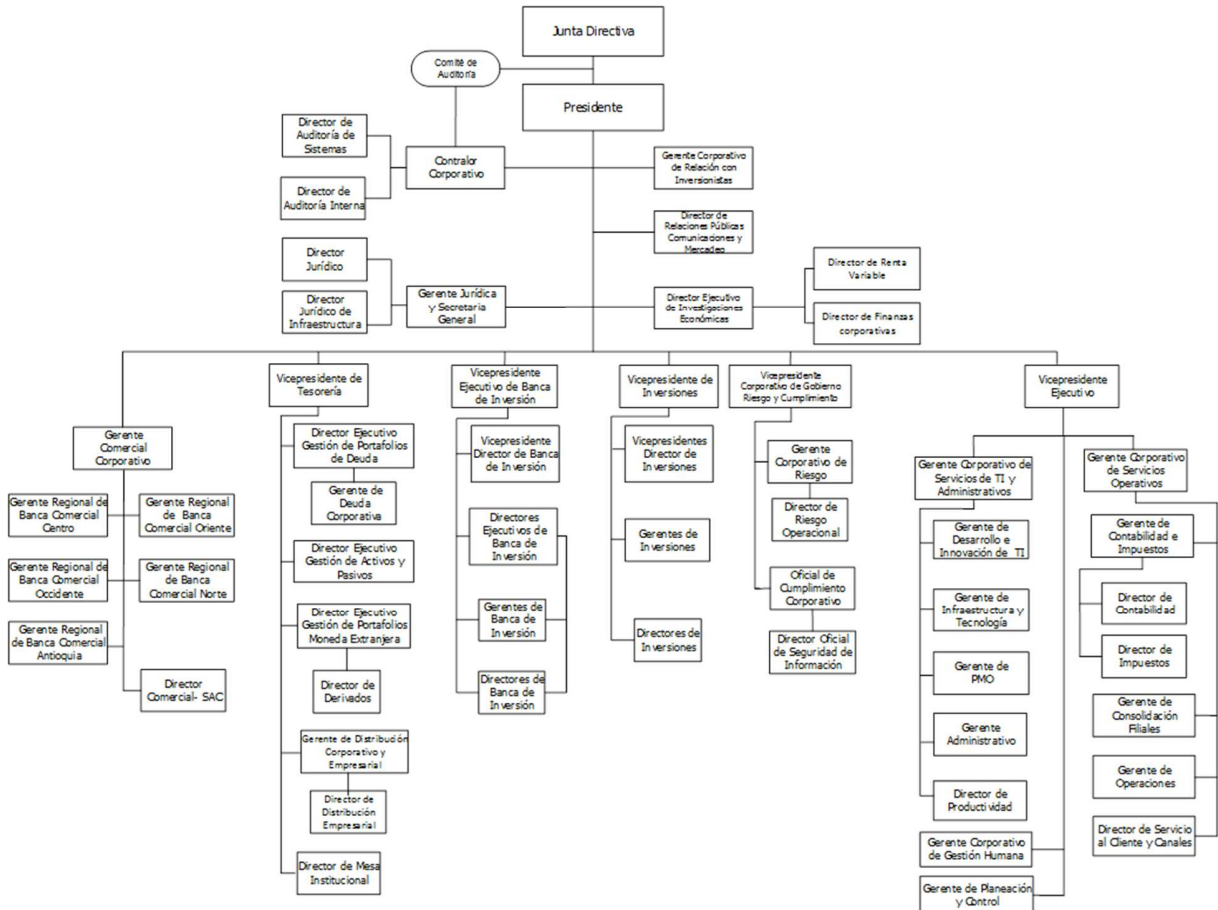 Junta Directiva
Comité de
Auditoría
Presidente
Director de
Auditoría de
Sistemas
Contralor
Corporativo
Director de
Auditoría Interna
Gerente Corporativo
de Relación con
Inversionistas
Director de
Relaciones Públicas
Comunicaciones y
Mercadeo
Director
Jurídico
Director
Jurídico de
Infraestructura
Gerente Jurídica
y Secretaria
General
Director Ejecutivo
de Investigaciones
Económicas
Director de Renta
Variable
Director de Finanzas
corporativas
Gerente
Comercial
Corporativo
Gerente Regional de
Banca Comercial
Centro
Gerente Regional
de Banca
Comercial Oriente
Gerente Regional de
Banca Comercial
Occidente
Gerente Regional
de Banca
Comercial Norte
Gerente Regional
de Banca Comercial
Antioquia
Director
Comercial- SAC
Vicepresidente de
Tesorería
Director Ejecutivo
Gestión de Portafolios
de Deuda
Gerente de
Deuda
Corporativa
Director Ejecutivo
Gestión de Activos y
Pasivos
Director Ejecutivo
Gestión de Portafolios
Moneda Extranjera
Director de
Derivados
Gerente de Distribución
Corporativo y
Empresarial
Director de
Distribución
Empresarial
Director de Mesa
Institucional
Vicepresidente
Ejecutivo de Banca
de Inversión
Vicepresidente
Director de Banca
de Inversión
Directores
Ejecutivos de
Banca de
Inversión
Gerentes de
Banca de
Inversión
Directores de
Banca de
Inversión
Vicepresidente de
Inversiones
Vicepresidentes
Director de
Inversiones
Gerentes de
Inversiones
Directores de
Inversiones
Vicepresidente
Corporativo de Gobierno
Riesgo y Cumplimiento
Gerente
Corporativo de
Riesgo
Director de
Riesgo
Operacional
Oficial de
Cumplimiento
Corporativo
Director Oficial
de Seguridad de
Información
Vicepresidente
Ejecutivo
Gerente Corporativo de
Servicios de TI y
Administrativos
Gerente de
Desarrollo e
Innovación de TI
Gerente de
Infraestructura y
Tecnología
Gerente de
PMO
Gerente
Administrativo
Director de
Productividad
Gerente Corporativo
de Gestión Humana
Gerente de Planeación
y Control
Gerente Corporativo
de Servicios
Operativos
Gerente de
Contabilidad e
Impuestos
Director de
Contabilidad
Director de
Impuestos
Gerente de
Consolidación
Filiales
Gerente de
Operaciones
Director de Servicio
al Cliente y Canales